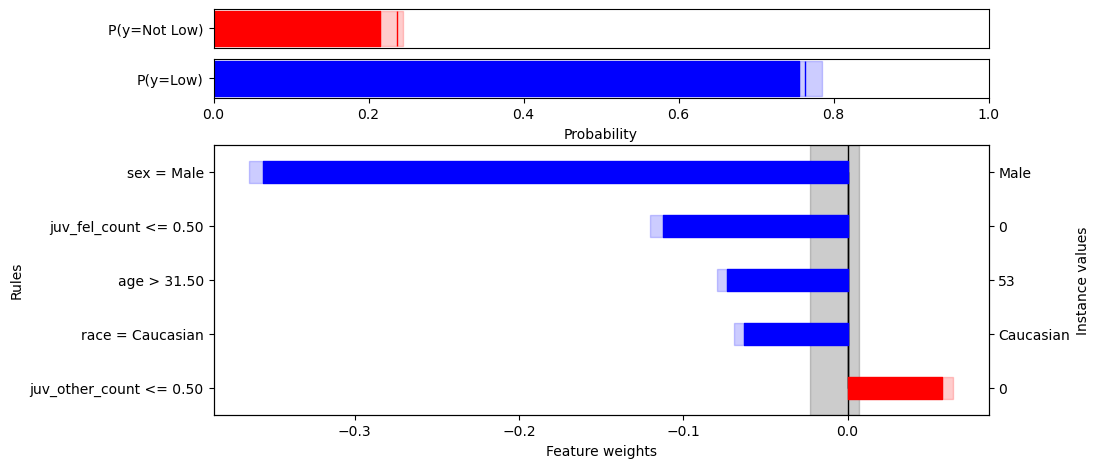 P(y=Not Low)
P(y=Low)
0.0 0.2 0.4 0.6 0.8 1.0
Probability
Rules
sex = Male
juv_fel_count <= 0.50
age > 31.50
race = Caucasian
juv_other_count <= 0.50
Male
0
53
Caucasian
0
Instance values
−0.3 −0.2 −0.1 0.0
Feature weights